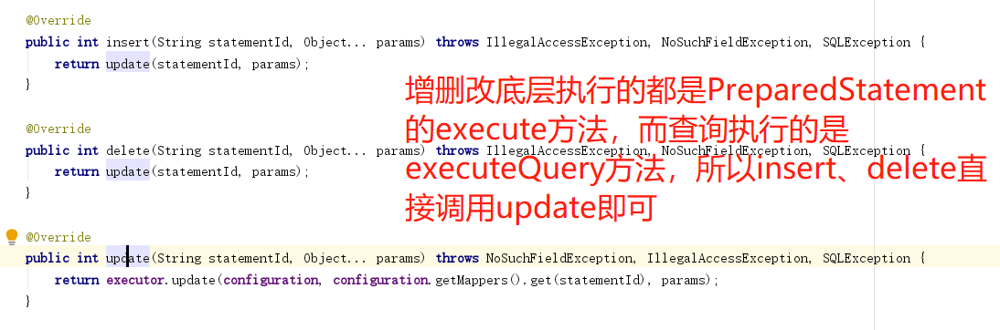 @Override
public int insert(String statementId, Object... params) throws IllegalAccessException, NoSuchFieldException, SQLException {
return update(statementId, params);
}
增删改底层执行的都是PreparedStatement
的execute方法，而查询执行的是
executeQuery方法，所以insert、delete直
接调用update即可
@Override
public int delete(String statementId, Object... params) throws IllegalAccessException, NoSuchFieldException, SQLException {
return update(statementId, params);
}
@Override
public int update(String statementId, Object... params) throws NoSuchFieldException, IllegalAccessException, SQLException {
return executor.update(configuration, configuration.getMappers().get(statementId), params);
}